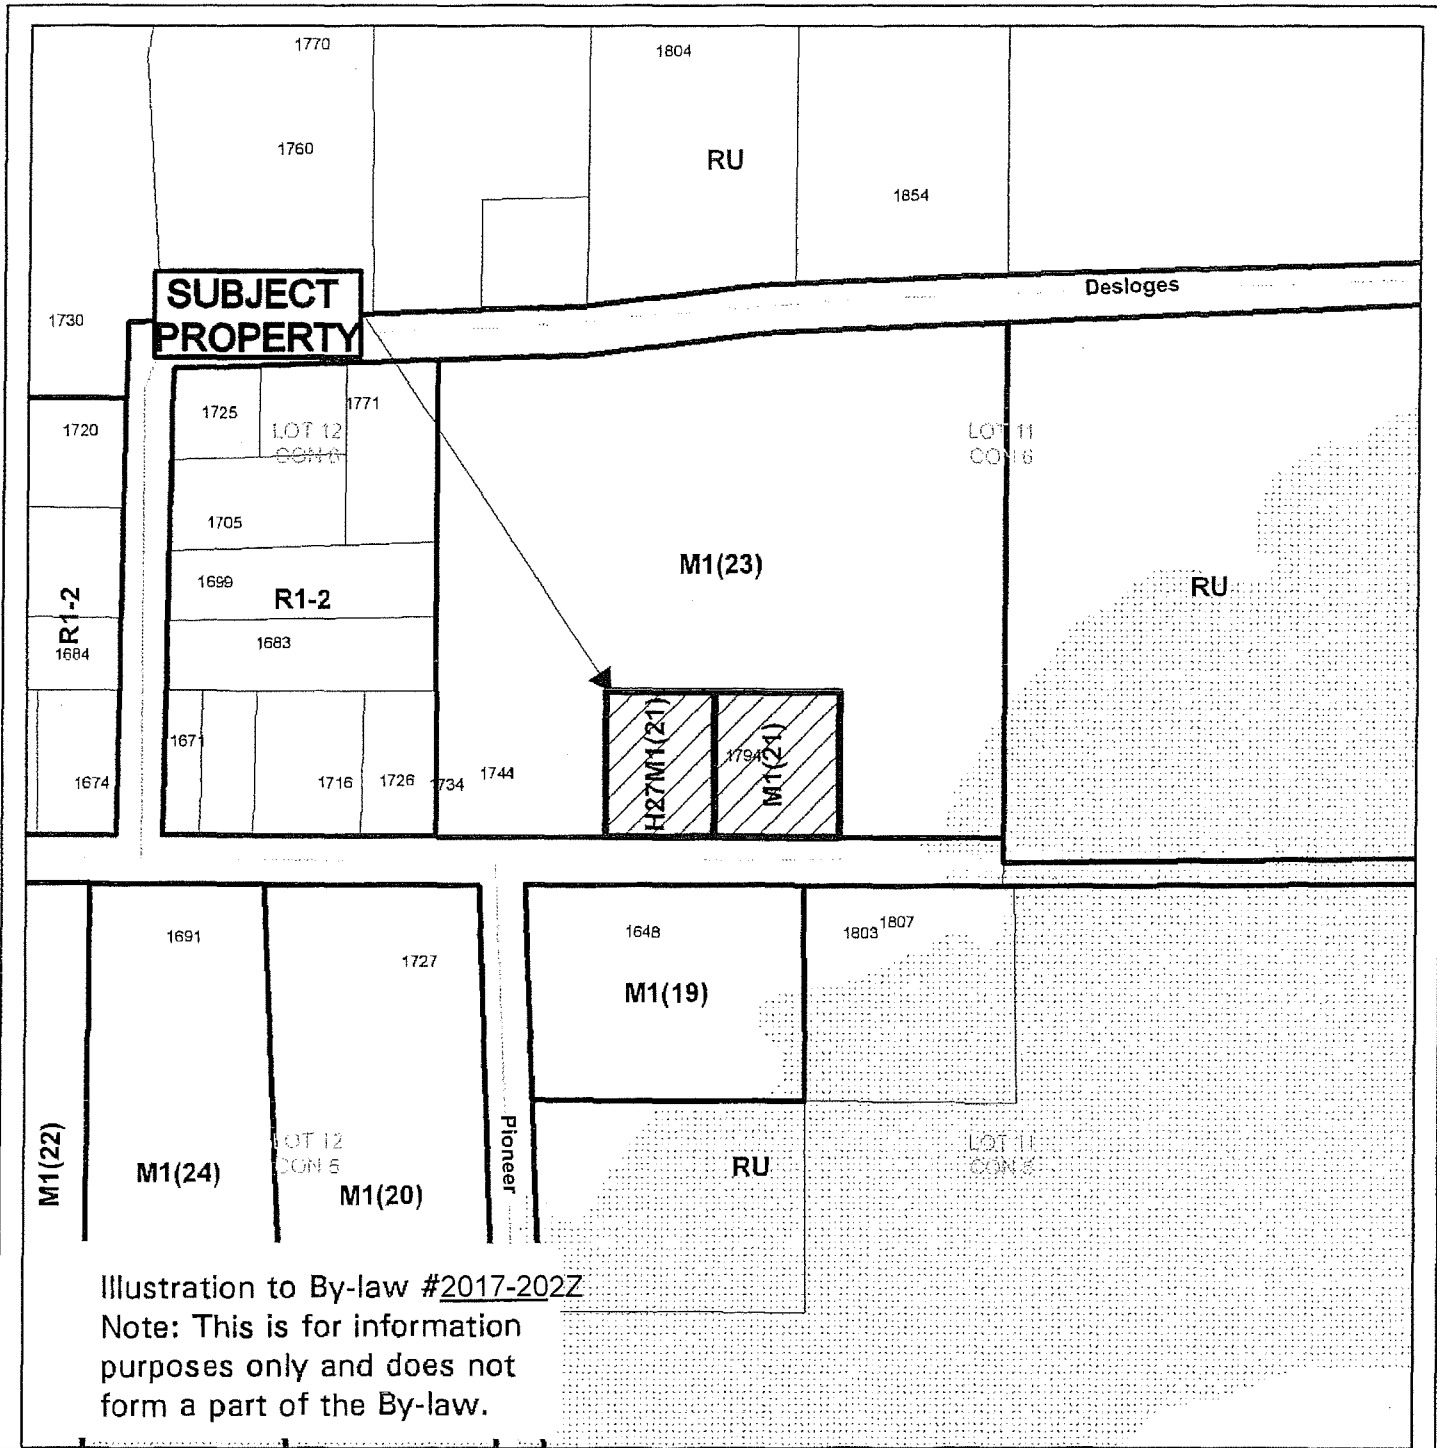 1770
1804
1760
RU
1854
SUBJECT
PROPERTY
Desloges
1730
1725
1771
1720
LOT 12
CON 6
LOT 11
CON 6
1705
M1(23)
1699
R1-2
R1-2
RU
1683
1684
H27M1(21)
M1(21)
1794
1671
1674
1716
1726
1734
1744
1691
1727
1648
1803
1807
M1(19)
M1(22)
M1(24)
LOT 12
CON 5
M1(20)
Pioneer
RU
LOT 11
CON 5
Illustration to By-law #2017-202Z
Note: This is for information
purposes only and does not
form a part of the By-law.